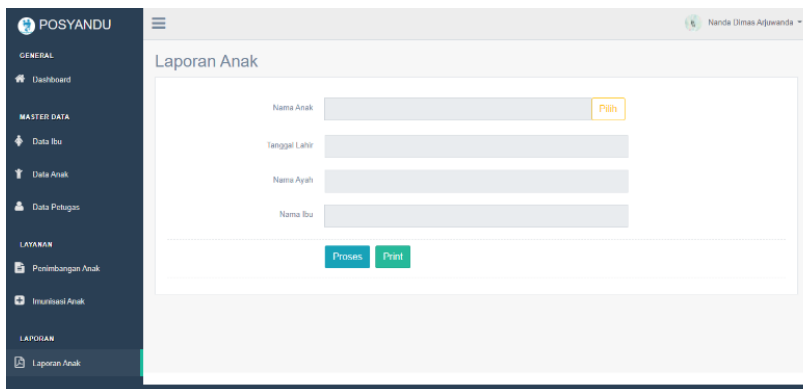 POSYANDU
Nanda Dimas Arjuwanda
GENERAL
Dashboard
MASTER DATA
Data Ibu
Data Anak
Data Petugas
LAYANAN
Penimbangan Anak
Imunisasi Anak
LAPORAN
Laporan Anak
Laporan Anak
Nama Anak
Pilih
Tanggal Lahir
Nama Ayah
Nama Ibu
Proses
Print